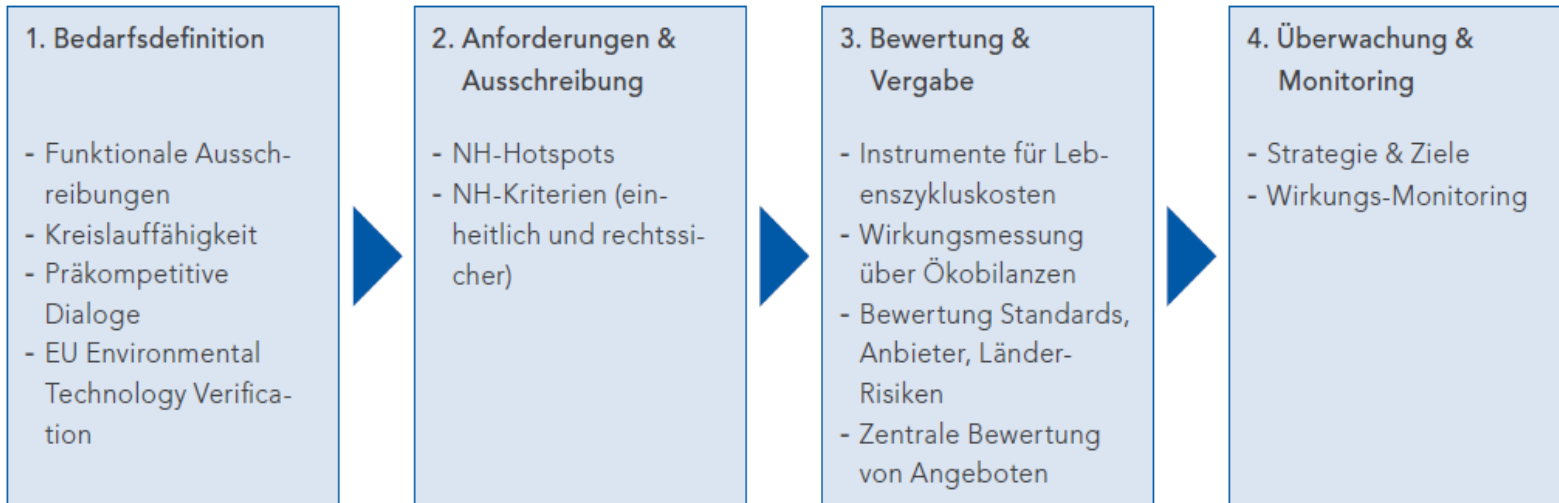 1. Bedarfsdefinition
- Funktionale Aussch-
reibungen
- Kreislauffähigkeit
- Präkompetitive
Dialoge
- EU Environmental
Technology Verifica-
tion
2. Anforderungen &
Ausschreibung
- NH-Hotspots
- NH-Kriterien (ein-
heitlich und rechtssi-
cher)
3. Bewertung &
Vergabe
- Instrumente für Leb-
enszykluskosten
- Wirkungsmessung
über Ökobilanzen
- Bewertung Standards,
Anbieter, Länder-
Risiken
- Zentrale Bewertung
von Angeboten
4. Überwachung &
Monitoring
- Strategie & Ziele
- Wirkungs-Monitoring